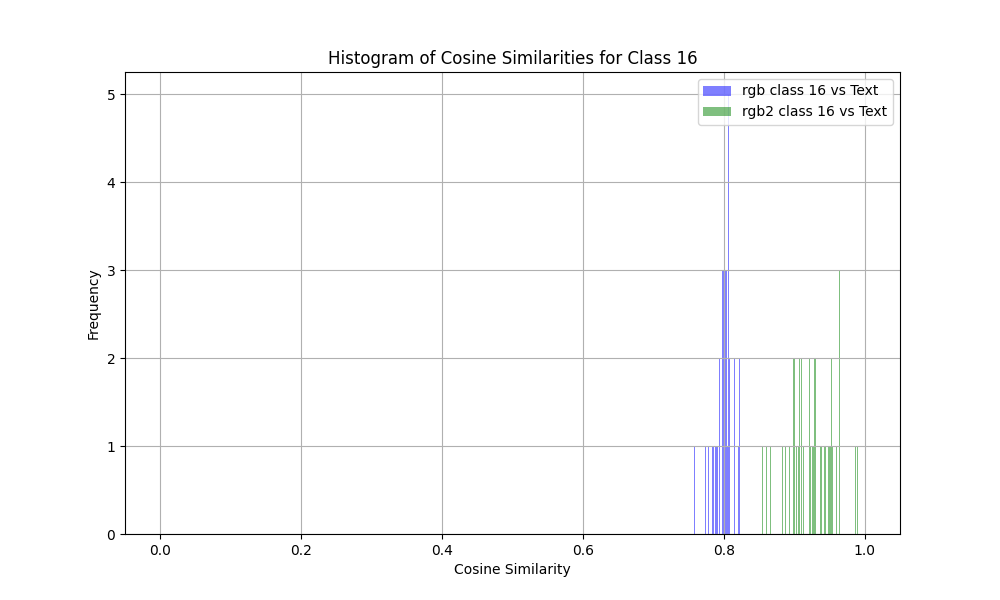 Histogram of Cosine Similarities for Class 16
rgb class 16 vs Text
rgb2 class 16 vs Text
5
4
3
2
1
0
Frequency
0.0 0.2 0.4 0.6 0.8 1.0
Cosine Similarity